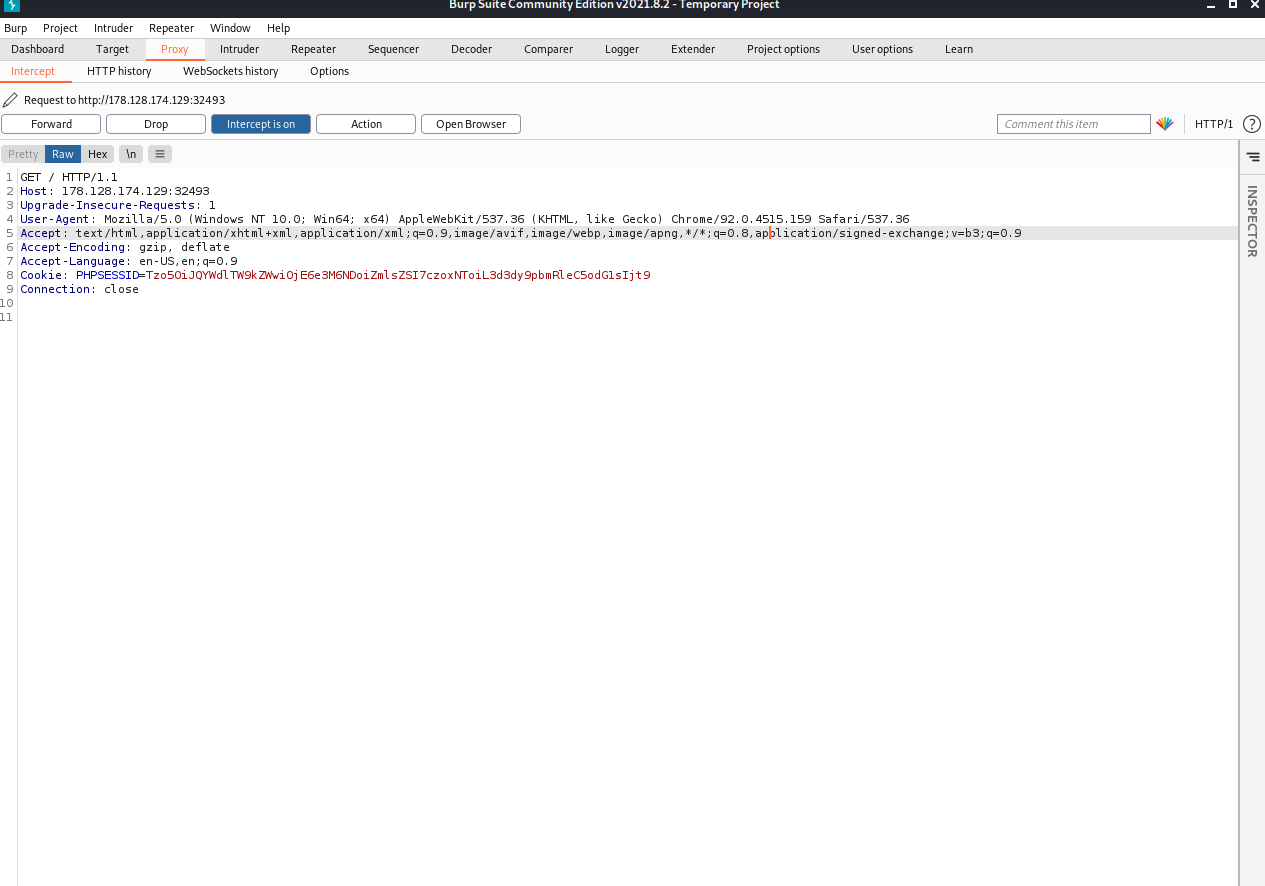 Burp Suite Community Edition v2021.8.2 - Temporary Project
Burp Project Intruder Repeater Window Help
Dashboard Target Proxy Intruder Repeater Sequencer Decoder Comparer Logger Extender Project options User options Learn
Intercept HTTP history WebSockets history Options
Request to http://178.128.174.129:32493
Forward Drop Intercept is on Action Open Browser Comment this item HTTP/1 ?
Pretty Raw Hex \n
1 GET / HTTP/1.1
2 Host: 178.128.174.129:32493
3 Upgrade-Insecure-Requests: 1
4 User-Agent: Mozilla/5.0 (Windows NT 10.0; Win64; x64) AppleWebKit/537.36 (KHTML, like Gecko) Chrome/92.0.4515.159 Safari/537.36
5 Accept: text/html,application/xhtml+xml,application/xml;q=0.9,image/avif,image/webp,image/apng,*/*;q=0.8,application/signed-exchange;v=b3;q=0.9
6 Accept-Encoding: gzip, deflate
7 Accept-Language: en-US,en;q=0.9
8 Cookie: PHPSESSID=Tzo5OiJQYWdlTW9kZWwiOjE6e3M6NDoiZmlsZSI7czoxNToiL3d3dy9pbmRleC5odG1sIjt9
9 Connection: close
10
11
INSPECTOR